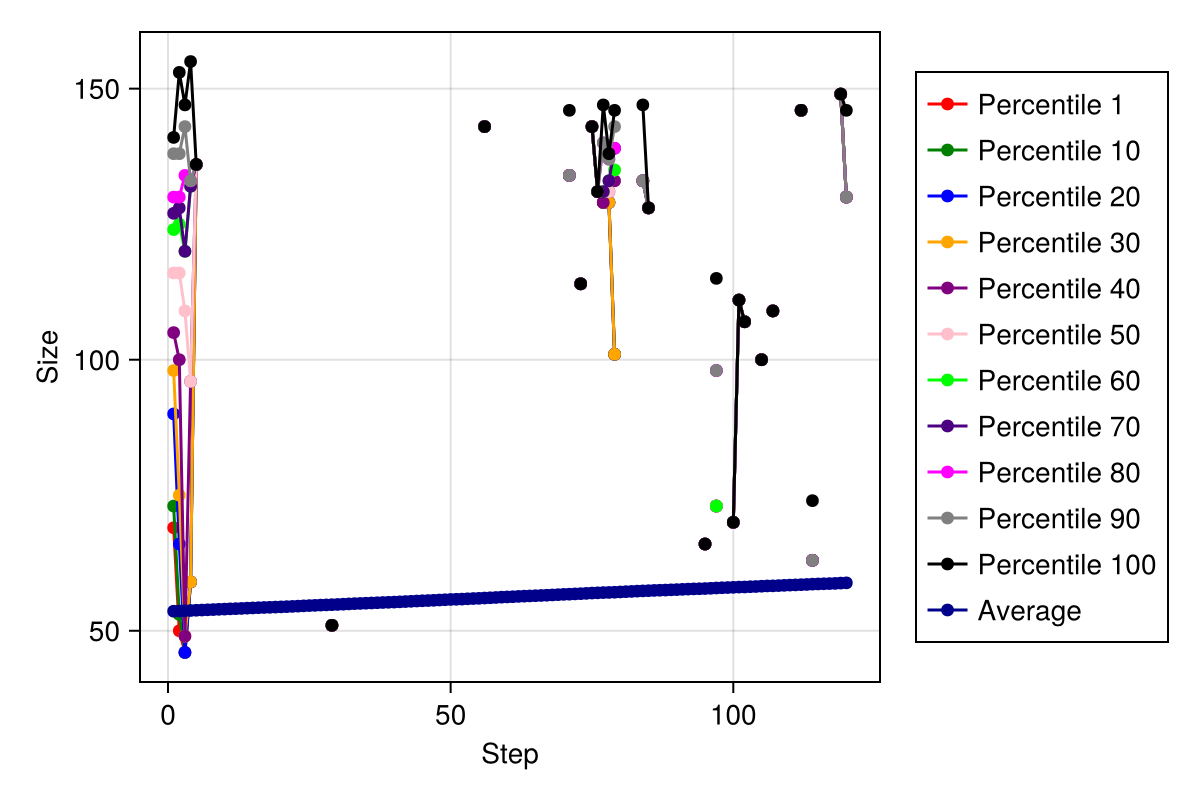 150
100
50
Size
0
50
100
Step
Percentile 1
Percentile 10
Percentile 20
Percentile 30
Percentile 40
Percentile 50
Percentile 60
Percentile 70
Percentile 80
Percentile 90
Percentile 100
Average